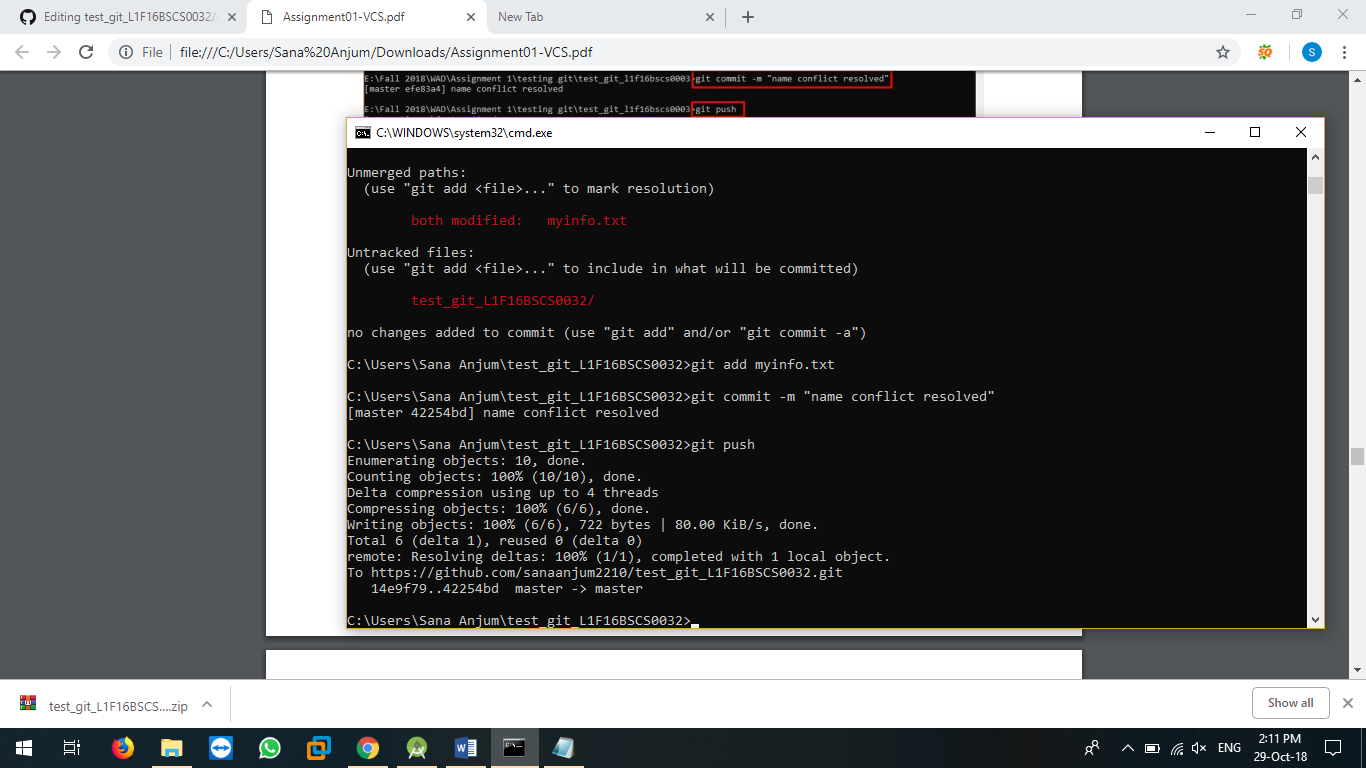 Editing test_git_L1F16BSCS0032/
Assignment01-VCS.pdf
New Tab
File
file:///C:/Users/Sana%20Anjum/Downloads/Assignment01-VCS.pdf
S
E:\Fall 2018\WAD\Assignment 1\testing git\test_git_l1f16bscs0003>git commit -m "name conflict resolved"
[master efe83a4] name conflict resolved
E:\Fall 2018\WAD\Assignment 1\testing git\test_git_l1f16bscs0003>git push
C:\WINDOWS\system32\cmd.exe
Unmerged paths:
(use "git add <file>..." to mark resolution)
both modified:   myinfo.txt
Untracked files:
(use "git add <file>..." to include in what will be committed)
test_git_L1F16BSCS0032/
no changes added to commit (use "git add" and/or "git commit -a")
C:\Users\Sana Anjum\test_git_L1F16BSCS0032>git add myinfo.txt
C:\Users\Sana Anjum\test_git_L1F16BSCS0032>git commit -m "name conflict resolved"
[master 42254bd] name conflict resolved
C:\Users\Sana Anjum\test_git_L1F16BSCS0032>git push
Enumerating objects: 10, done.
Counting objects: 100% (10/10), done.
Delta compression using up to 4 threads
Compressing objects: 100% (6/6), done.
Writing objects: 100% (6/6), 722 bytes | 80.00 KiB/s, done.
Total 6 (delta 1), reused 0 (delta 0)
remote: Resolving deltas: 100% (1/1), completed with 1 local object.
To https://github.com/sanaanjum2210/test_git_L1F16BSCS0032.git
14e9f79..42254bd  master -> master
C:\Users\Sana Anjum\test_git_L1F16BSCS0032>
test_git_L1F16BSCS....zip
Show all
ENG
2:11 PM
29-Oct-18